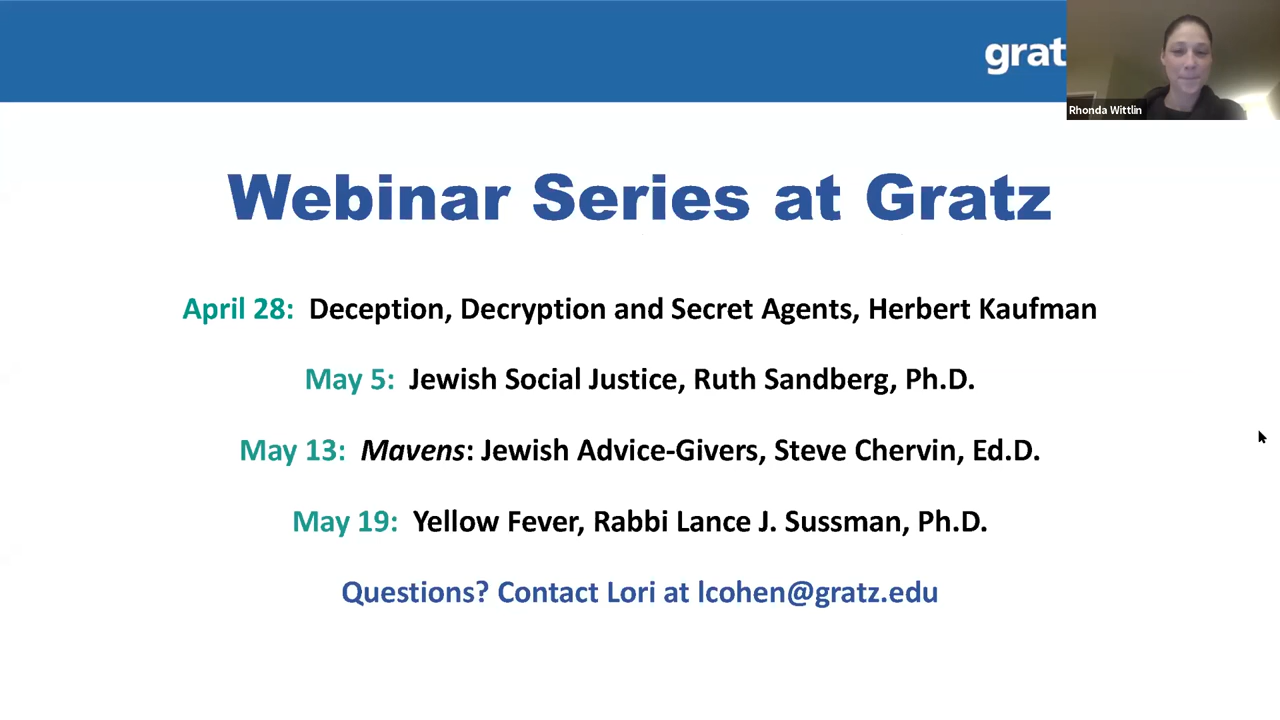 grat
Rhonda Wittlin
Webinar Series at Gratz
April 28: Deception, Decryption and Secret Agents, Herbert Kaufman
May 5: Jewish Social Justice, Ruth Sandberg, Ph.D.
May 13: Mavens: Jewish Advice-Givers, Steve Chervin, Ed.D.
May 19: Yellow Fever, Rabbi Lance J. Sussman, Ph.D.
Questions? Contact Lori at lcohen@gratz.edu